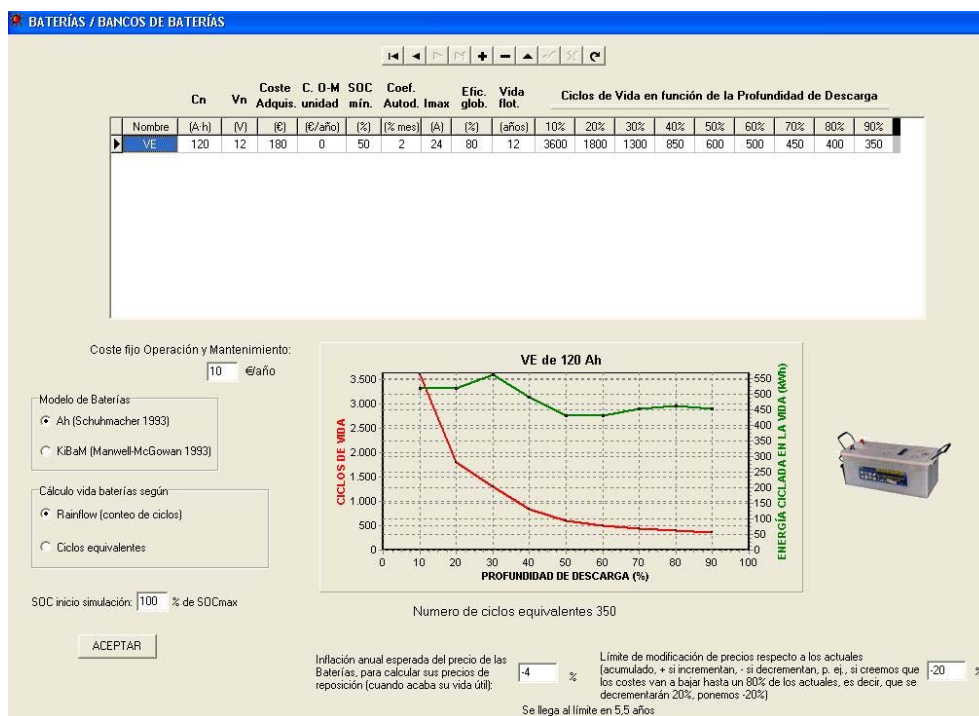 BATERÍAS / BANCOS DE BATERÍAS
Cn Vn Coste Adquis. C. O-M unidad SOC mín. Coef. Autod. Imax Efic. glob. Vida flot. Ciclos de Vida en función de la Profundidad de Descarga
Nombre (A·h) (V) (€) (€/año) (%) (% mes) (A) (%) (años) 10% 20% 30% 40% 50% 60% 70% 80% 90%
VE 120 12 180 0 50 2 24 80 12 3600 1800 1300 850 600 500 450 400 350
Coste fijo Operación y Mantenimiento:
10 €/año
Modelo de Baterías
Ah (Schuhmacher 1993)
KiBaM (Manwell-McGowan 1993)
Cálculo vida baterías según
Rainflow (conteo de ciclos)
Ciclos equivalentes
SOC inicio simulación: 100 % de SOCmax
ACEPTAR
VE de 120 Ah
CICLOS DE VIDA
3.500
3.000
2.500
2.000
1.500
1.000
500
0
0 10 20 30 40 50 60 70 80 90 100
PROFUNDIDAD DE DESCARGA (%)
550
500
450
400
350
300
250
200
150
100
50
0
ENERGÍA CICLADA EN LA VIDA (kWh)
Numero de ciclos equivalentes 350
Inflación anual esperada del precio de las
Baterías, para calcular sus precios de
reposición (cuando acaba su vida útil):
-4 %
Límite de modificación de precios respecto a los actuales
(acumulado, + si incrementan, - si decrementan, p. ej., si creemos que
los costes van a bajar hasta un 80% de los actuales, es decir, que se
decrementarán 20%, ponemos -20%)
-20 %
Se llega al límite en 5,5 años